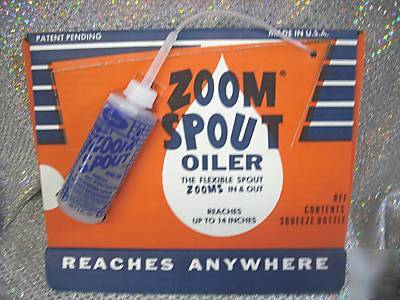 PATENT PENDING
MADE IN U.S.A.
ZOOM®
SPOUT
OILER
THE FLEXIBLE SPOUT
ZOOMS IN & OUT
REACHES
UP TO 14 INCHES
REF
CONTENTS
SQUEEZE BOTTLE
ZOOM
SPOUT
REACHES ANYWHERE